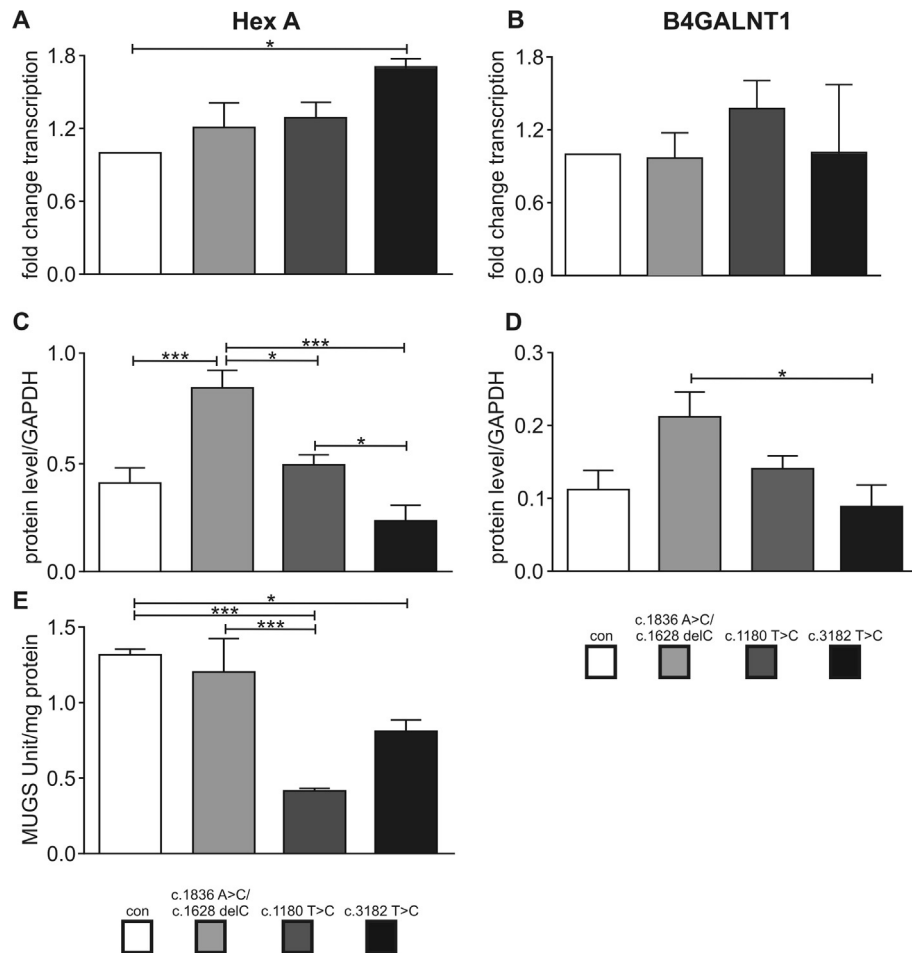 A
Hex A
B
B4GALNT1
fold change transcription
1.8
1.2
0.6
0.0
*
fold change transcription
1.8
1.2
0.6
0.0
C
protein level/GAPDH
1.0
0.5
0.0
***
***
*
*
D
protein level/GAPDH
0.3
0.2
0.1
0.0
*
E
MUGS Unit/mg protein
1.5
1.0
0.5
0.0
*
***
***
con
c.1836 A>C/
c.1628 delC
c.1180 T>C
c.3182 T>C
con
c.1836 A>C/
c.1628 delC
c.1180 T>C
c.3182 T>C